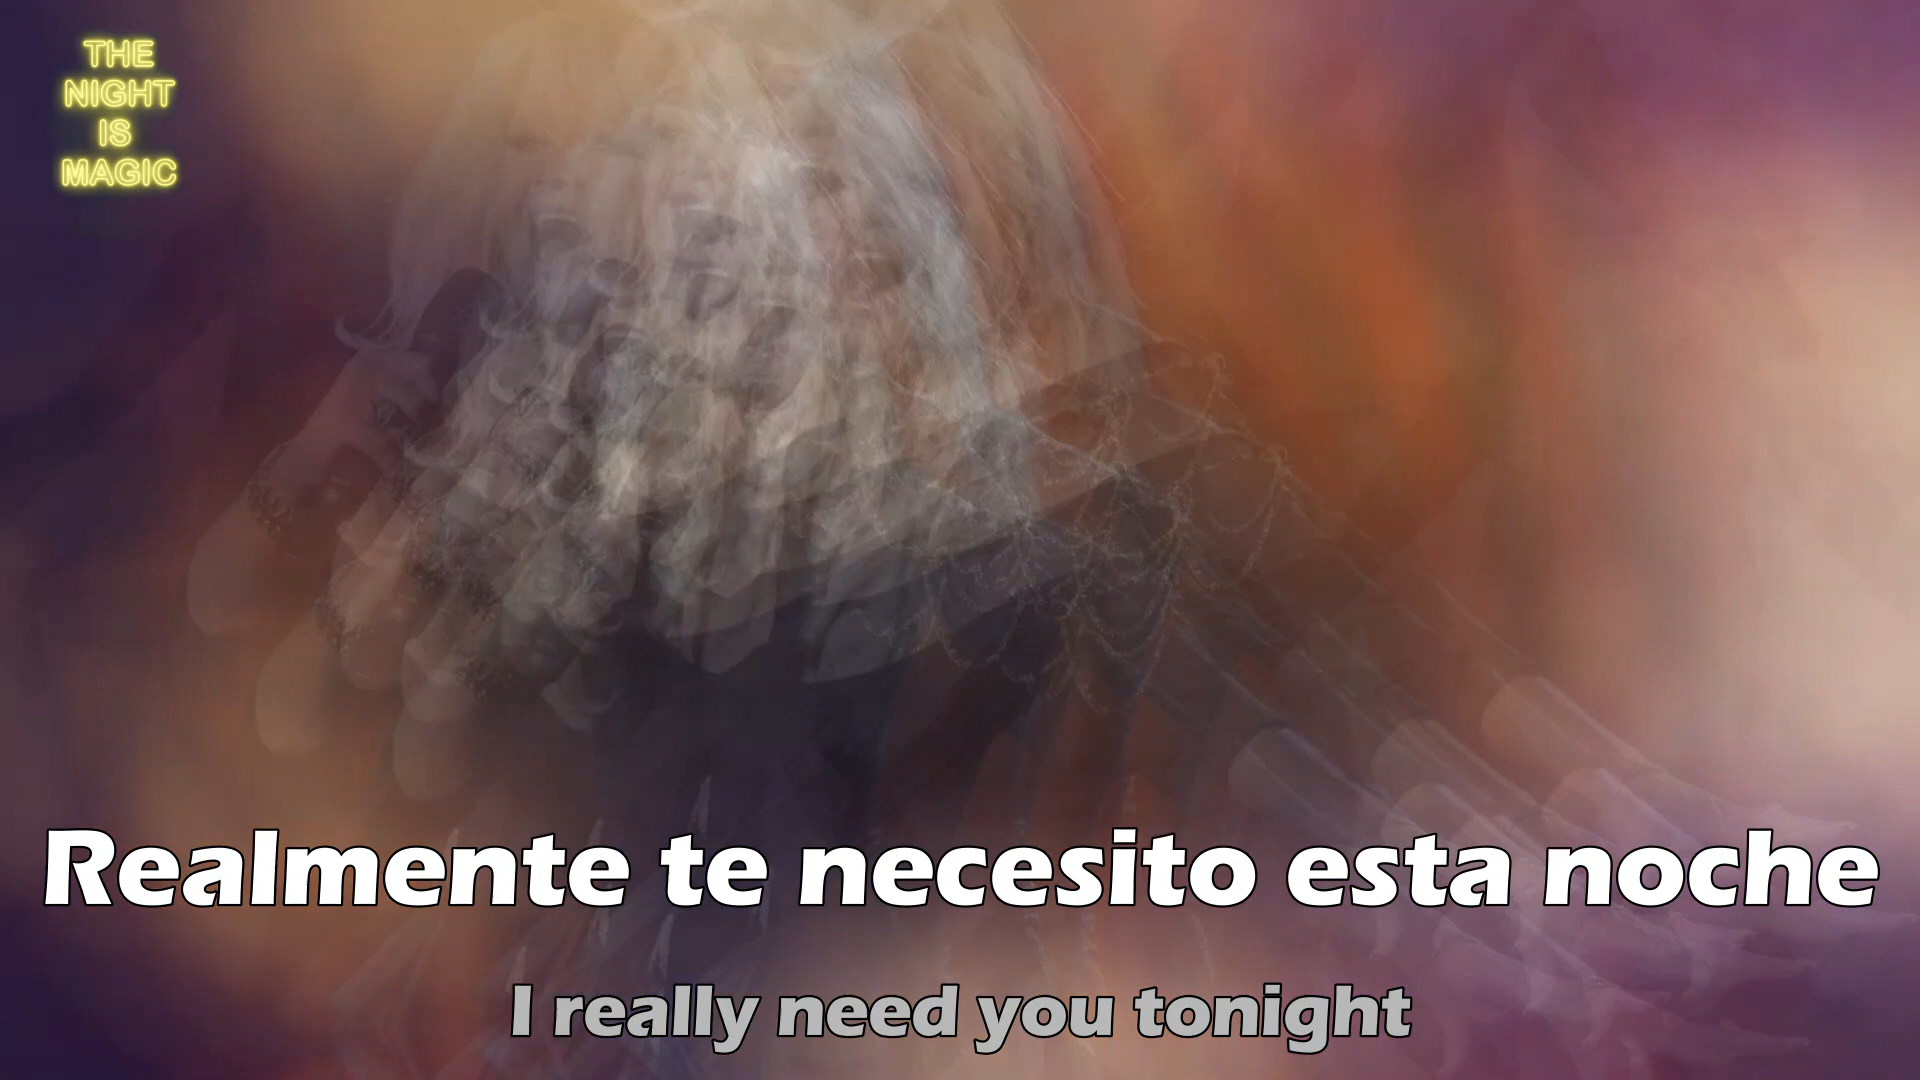 THE
NIGHT
IS
MAGIC
Realmente te necesito esta noche
I really need you tonight